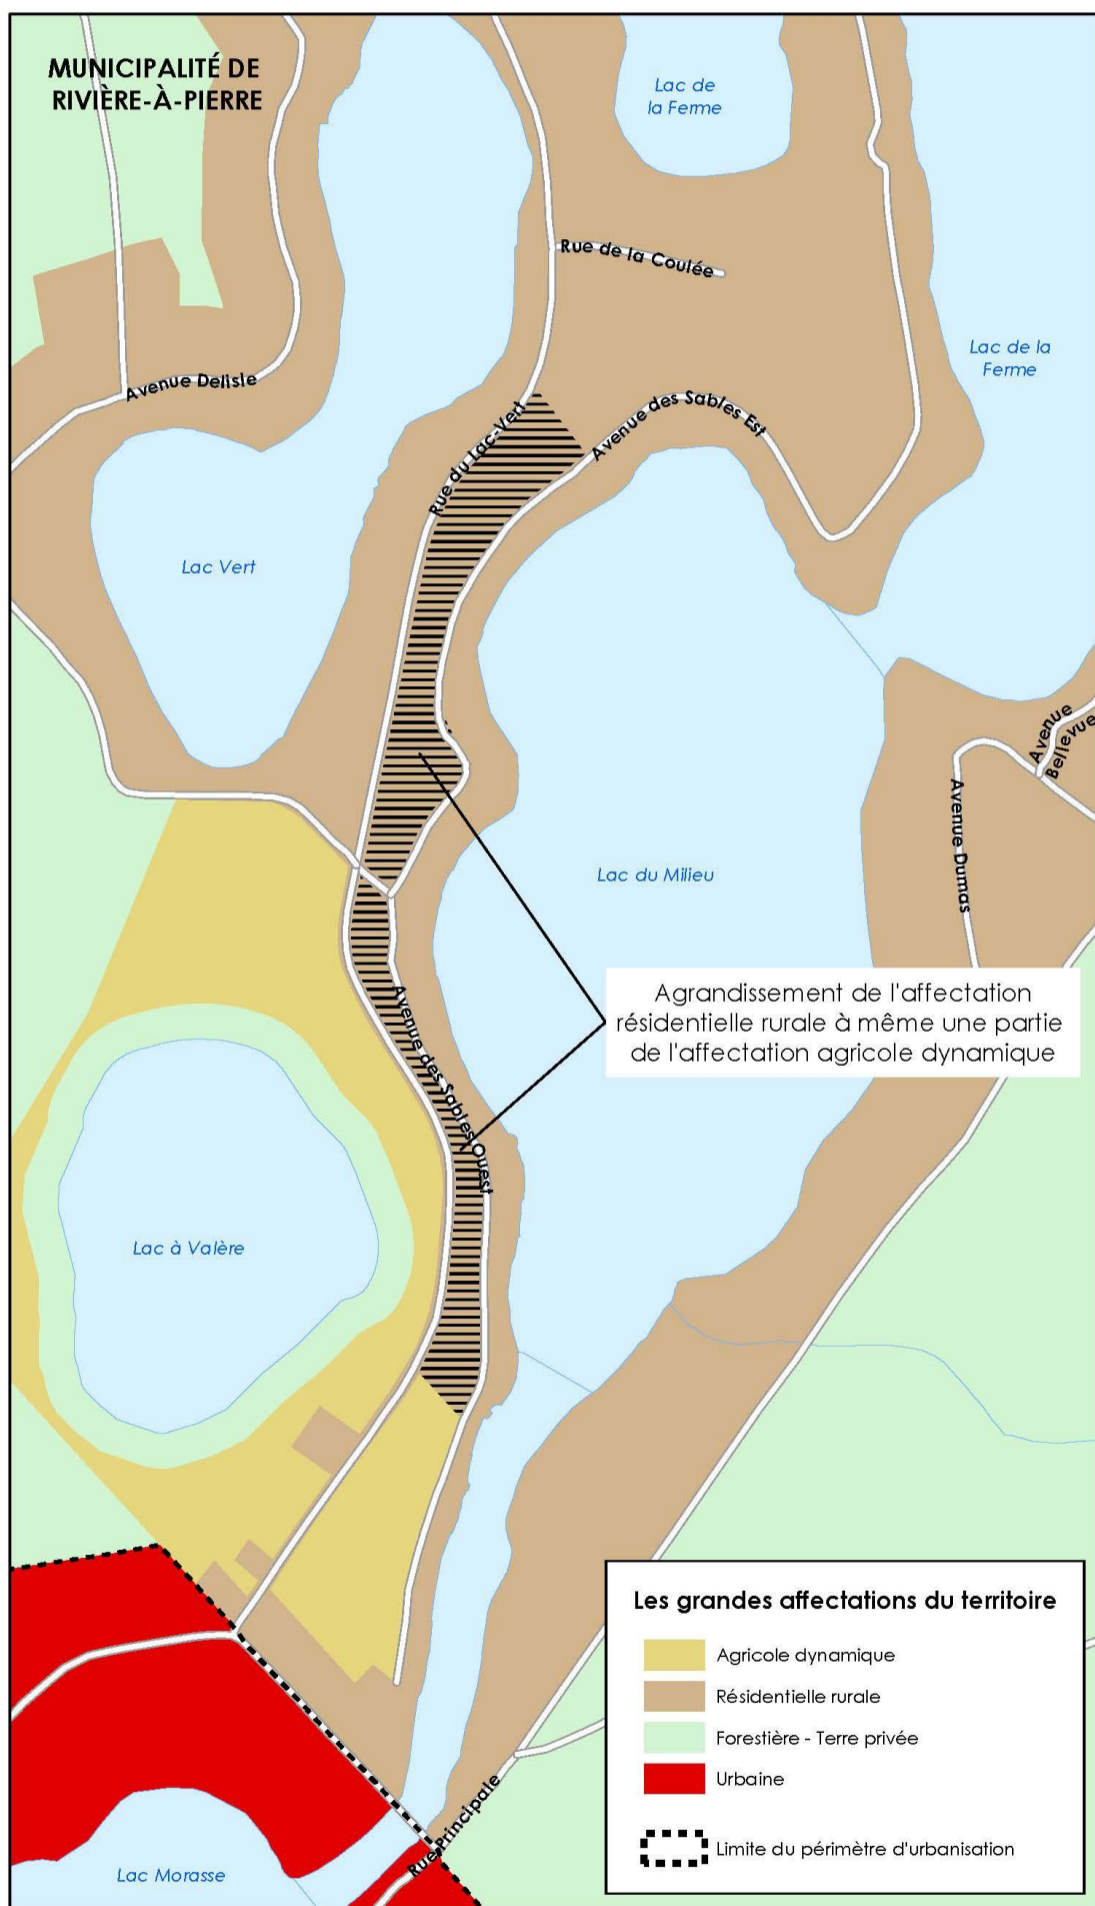 MUNICIPALITÉ DE
RIVIÈRE-À-PIERRE
Lac de
la Ferme
Rue de la Coulée
Lac de la
Ferme
Avenue Delisle
Avenue des Sables Est
Rue du Lac-Vert
Lac Vert
Avenue
Bellevue
Avenue Dumas
Lac du Milieu
Agrandissement de l'affectation
résidentielle rurale à même une partie
de l'affectation agricole dynamique
Avenue des Sables Ouest
Lac à Valère
Les grandes affectations du territoire
Agricole dynamique
Résidentielle rurale
Forestière - Terre privée
Urbaine
Limite du périmètre d'urbanisation
Rue Principale
Lac Morasse